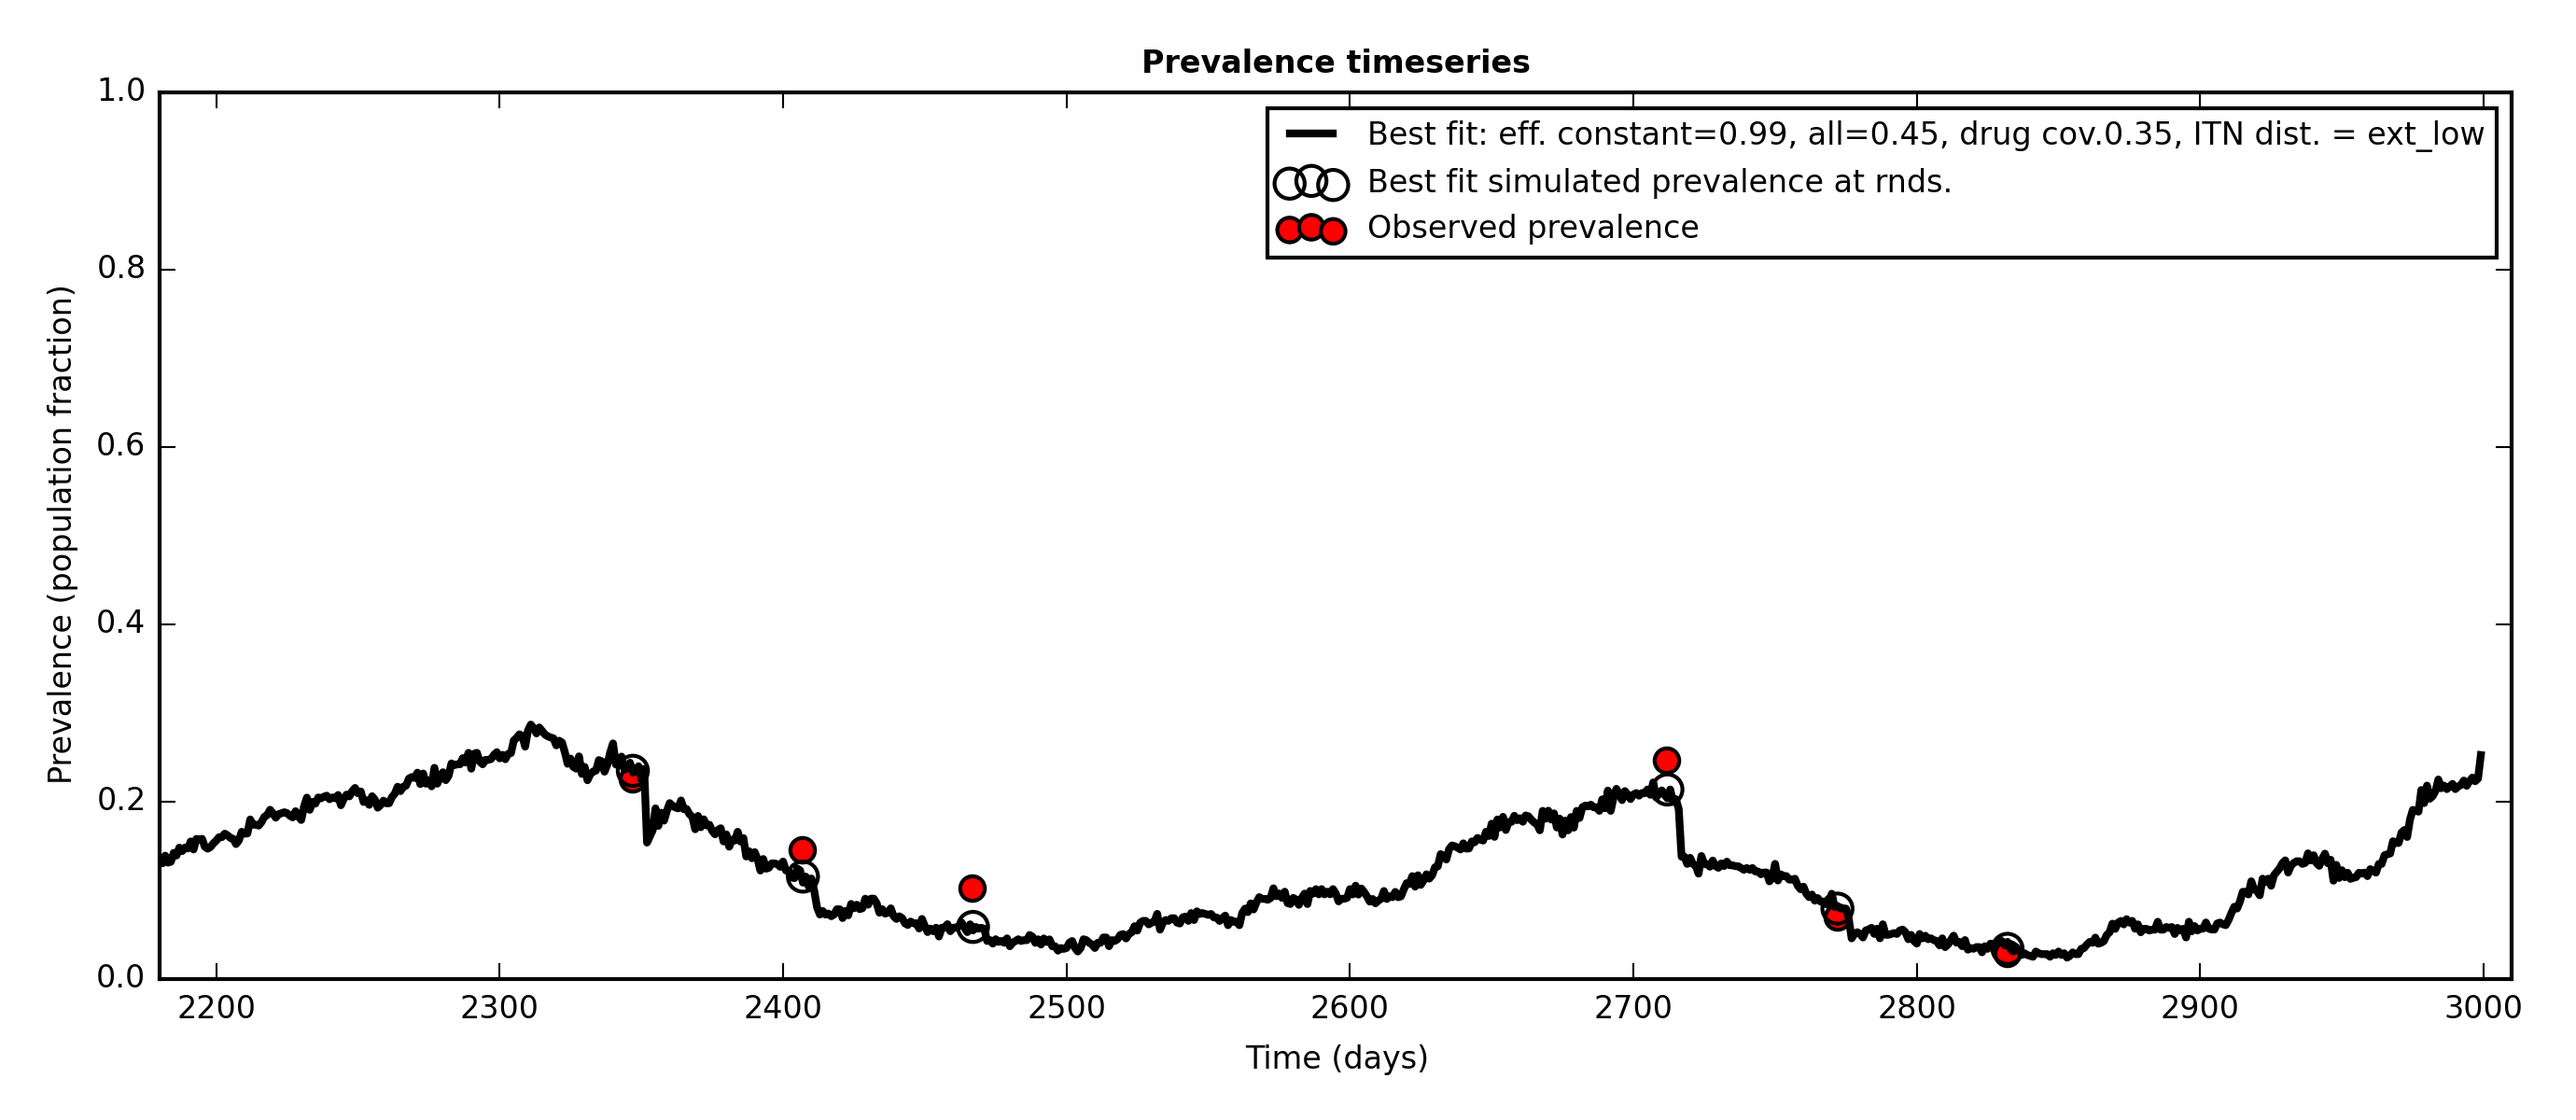 Prevalence timeseries
1.0
0.8
0.6
0.4
0.2
0.0
Prevalence (population fraction)
Best fit: eff. constant=0.99, all=0.45, drug cov.0.35, ITN dist. = ext_low
Best fit simulated prevalence at rnds.
Observed prevalence
2200 2300 2400 2500 2600 2700 2800 2900 3000
Time (days)